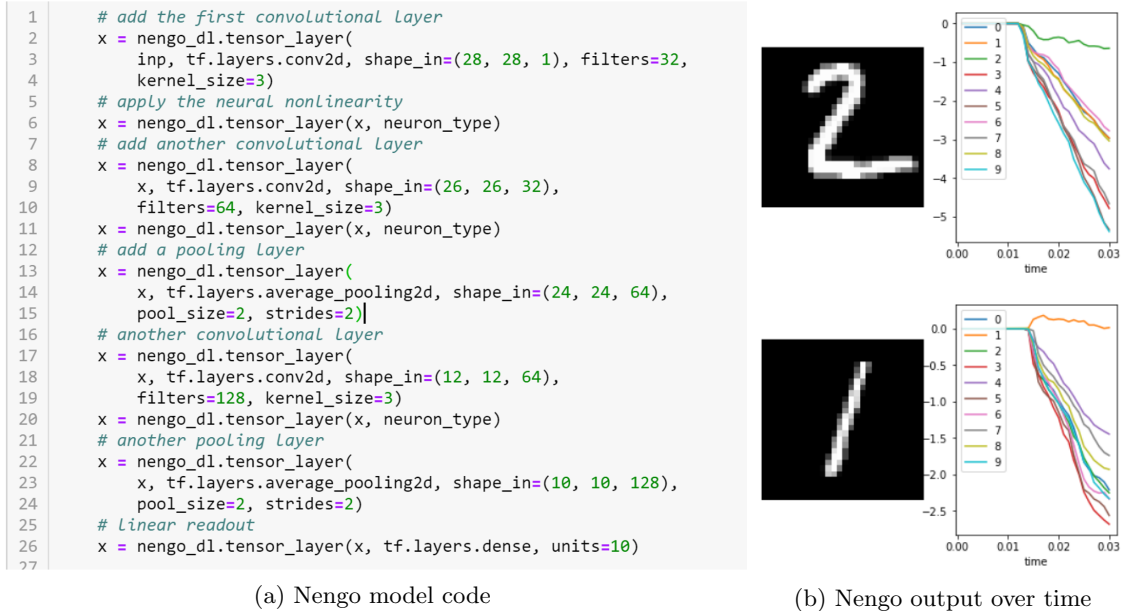 1 # add the first convolutional layer
2 x = nengo_dl.tensor_layer(
3 inp, tf.layers.conv2d, shape_in=(28, 28, 1), filters=32,
4 kernel_size=3)
5 # apply the neural nonlinearity
6 x = nengo_dl.tensor_layer(x, neuron_type)
7 # add another convolutional layer
8 x = nengo_dl.tensor_layer(
9 x, tf.layers.conv2d, shape_in=(26, 26, 32),
10 filters=64, kernel_size=3)
11 x = nengo_dl.tensor_layer(x, neuron_type)
12 # add a pooling layer
13 x = nengo_dl.tensor_layer(
14 x, tf.layers.average_pooling2d, shape_in=(24, 24, 64),
15 pool_size=2, strides=2)
16 # another convolutional layer
17 x = nengo_dl.tensor_layer(
18 x, tf.layers.conv2d, shape_in=(12, 12, 64),
19 filters=128, kernel_size=3)
20 x = nengo_dl.tensor_layer(x, neuron_type)
21 # another pooling layer
22 x = nengo_dl.tensor_layer(
23 x, tf.layers.average_pooling2d, shape_in=(10, 10, 128),
24 pool_size=2, strides=2)
25 # linear readout
26 x = nengo_dl.tensor_layer(x, tf.layers.dense, units=10)
27
(a) Nengo model code
2
0
−1
−2
−3
−4
−5
0
1
2
3
4
5
6
7
8
9
0.00 0.01 0.02 0.03
time
1
0.0
−0.5
−1.0
−1.5
−2.0
−2.5
0
1
2
3
4
5
6
7
8
9
0.00 0.01 0.02 0.03
time
(b) Nengo output over time